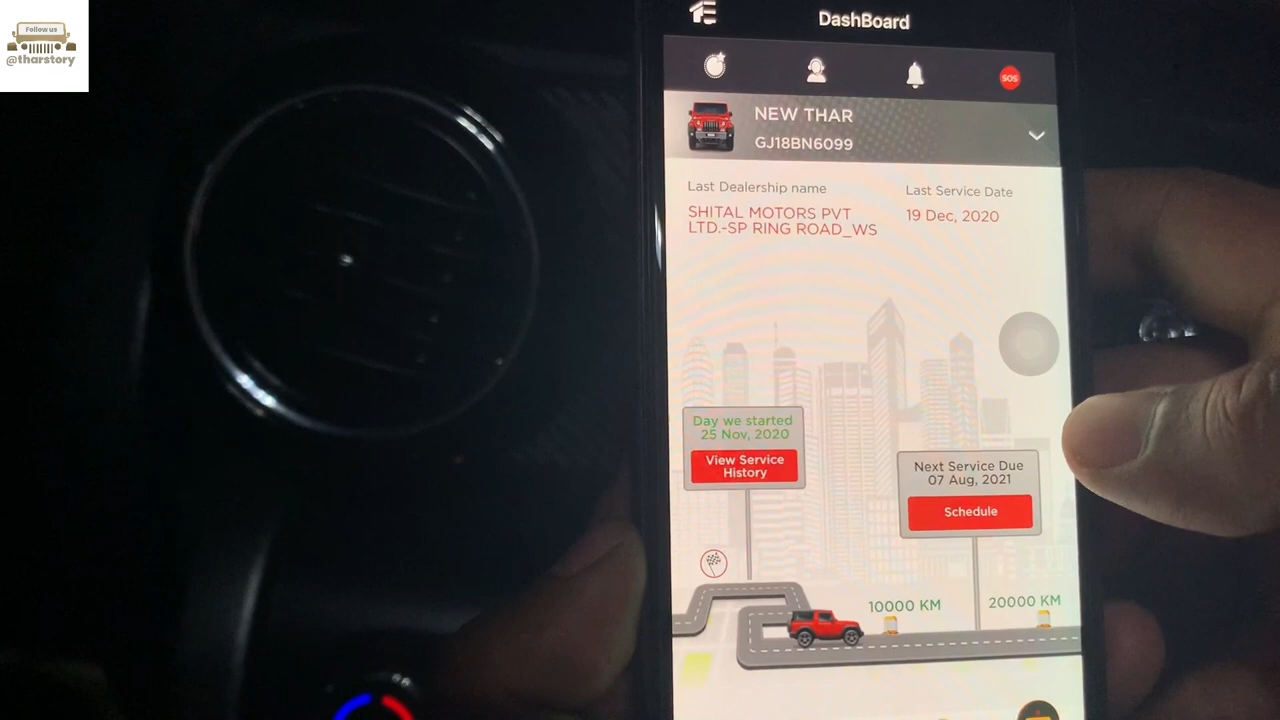 Follow us
@tharstory
DashBoard
SOS
NEW THAR
GJ18BN6099
Last Dealership name
SHITAL MOTORS PVT
LTD.-SP RING ROAD_WS
Last Service Date
19 Dec, 2020
Day we started
25 Nov, 2020
View Service
History
Next Service Due
07 Aug, 2021
Schedule
10000 KM
20000 KM